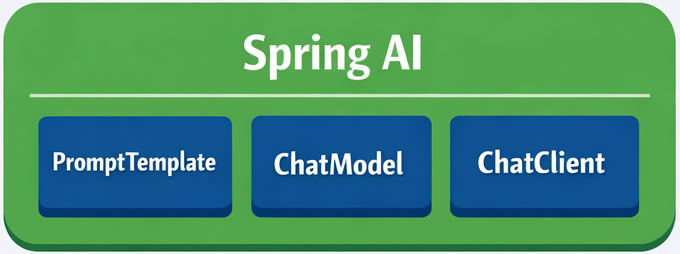 Spring AI
PromptTemplate
ChatModel
ChatClient